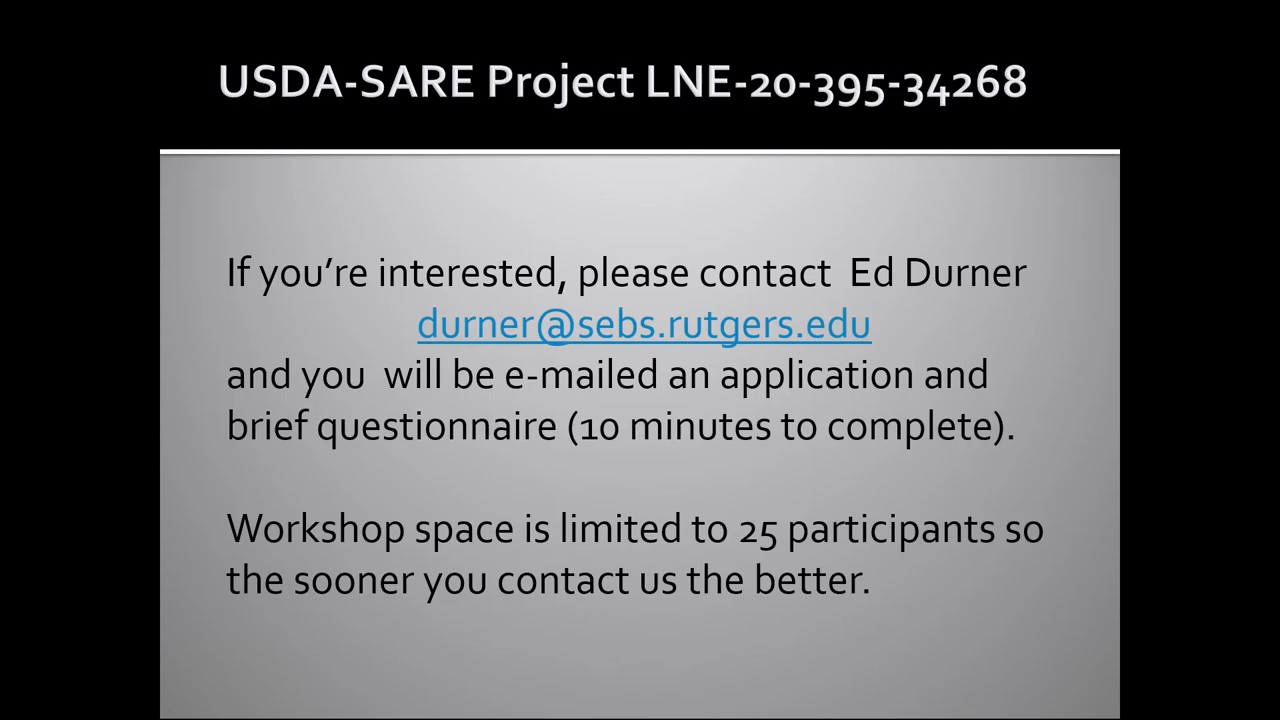 USDA-SARE Project LNE-20-395-34268
If you’re interested, please contact  Ed Durner
durner@sebs.rutgers.edu
and you  will be e-mailed an application and
brief questionnaire (10 minutes to complete).
Workshop space is limited to 25 participants so
the sooner you contact us the better.